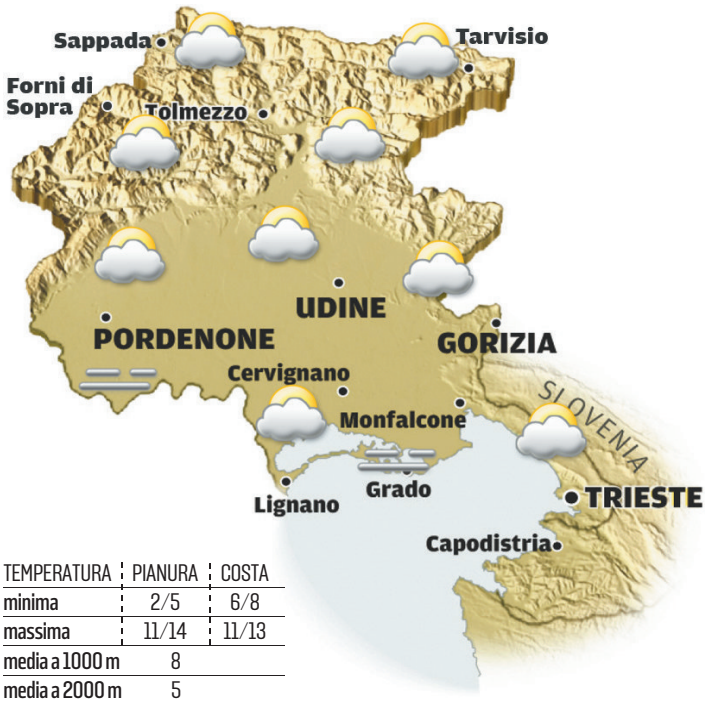 Sappada
Tarvisio
Forni di
Sopra
Tolmezzo
UDINE
PORDENONE
GORIZIA
Cervignano
SLOVENIA
Monfalcone
Grado
Lignano
TRIESTE
Capodistria
TEMPERATURA PIANURA COSTA
minima 2/5 6/8
massima 11/14 11/13
media a 1000 m 8
media a 2000 m 5